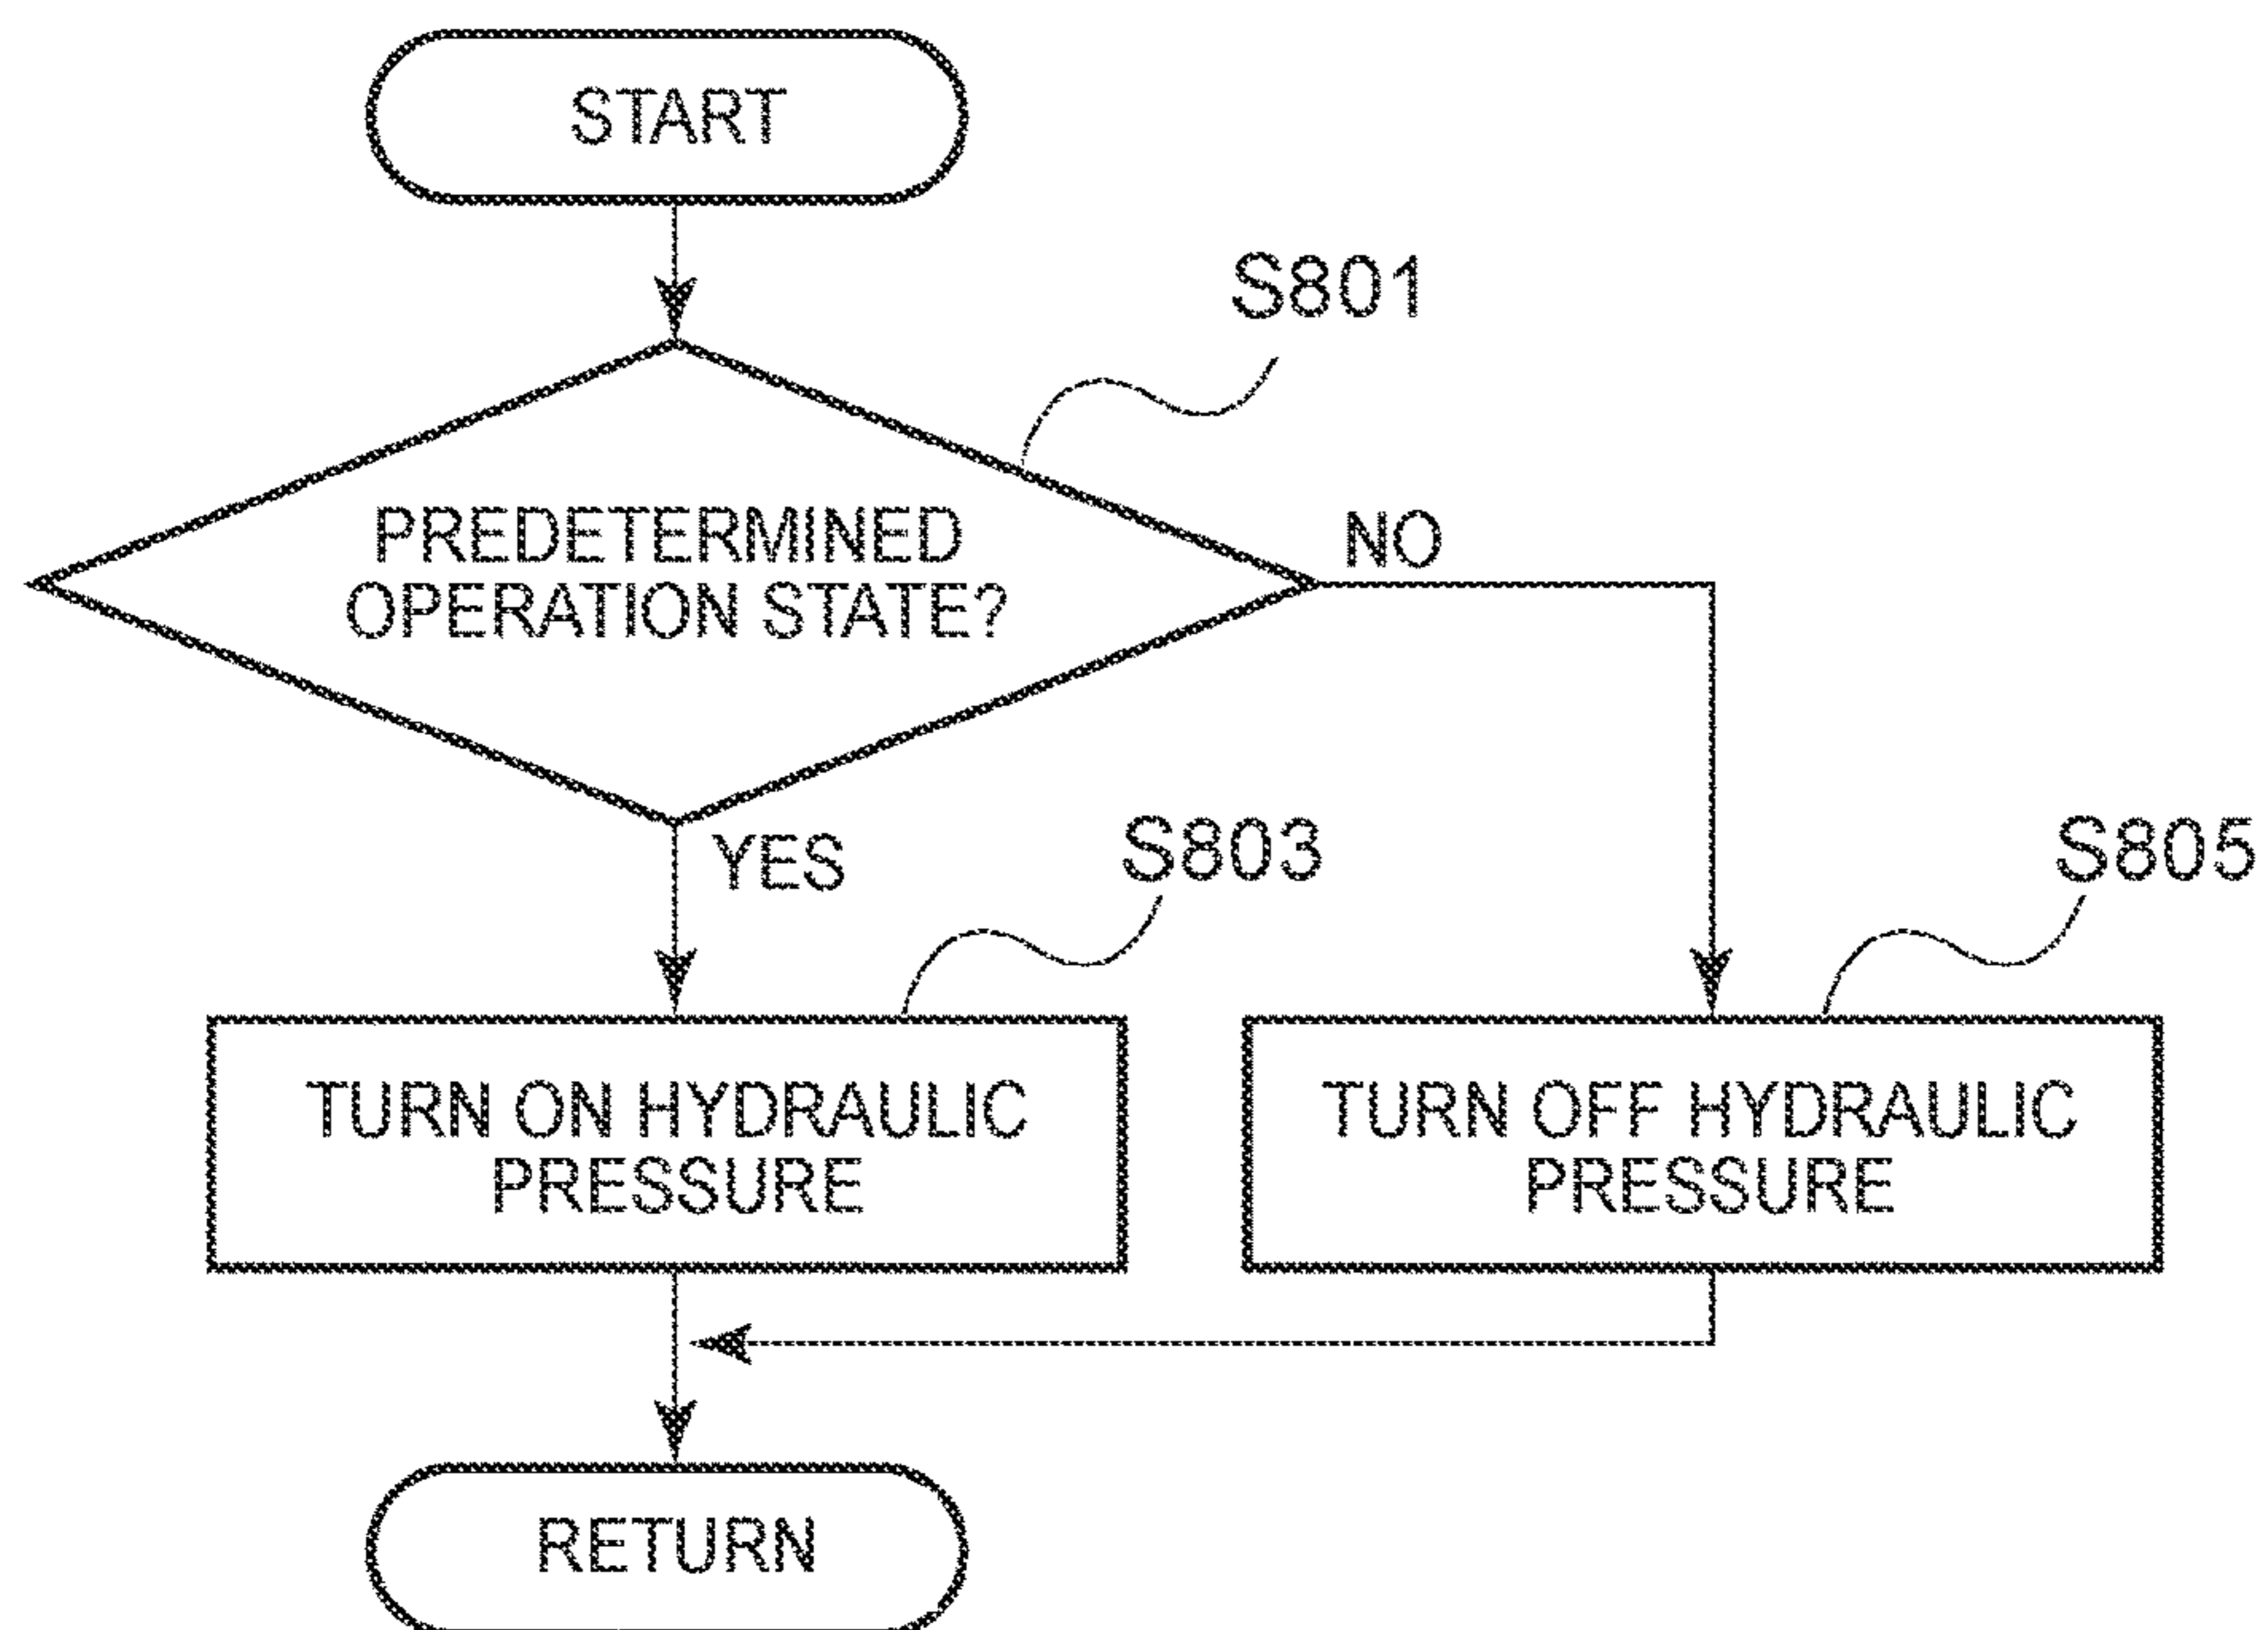 START
S801
PREDETERMINED
OPERATION STATE?
NO
YES
S803
S805
TURN ON HYDRAULIC
PRESSURE
TURN OFF HYDRAULIC
PRESSURE
RETURN